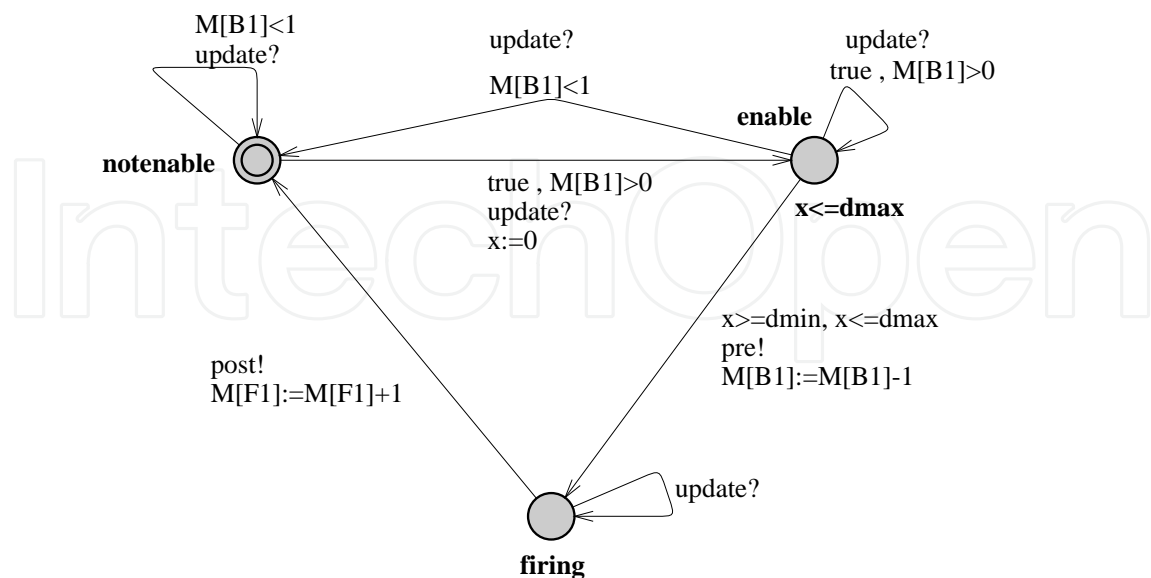 M[B1]<1
update?
update?
M[B1]<1
update?
true , M[B1]>0
enable
notenable
true , M[B1]>0
update?
x:=0
x<=dmax
IntechOpen
x>=dmin, x<=dmax
pre!
M[B1]:=M[B1]-1
post!
M[F1]:=M[F1]+1
update?
firing